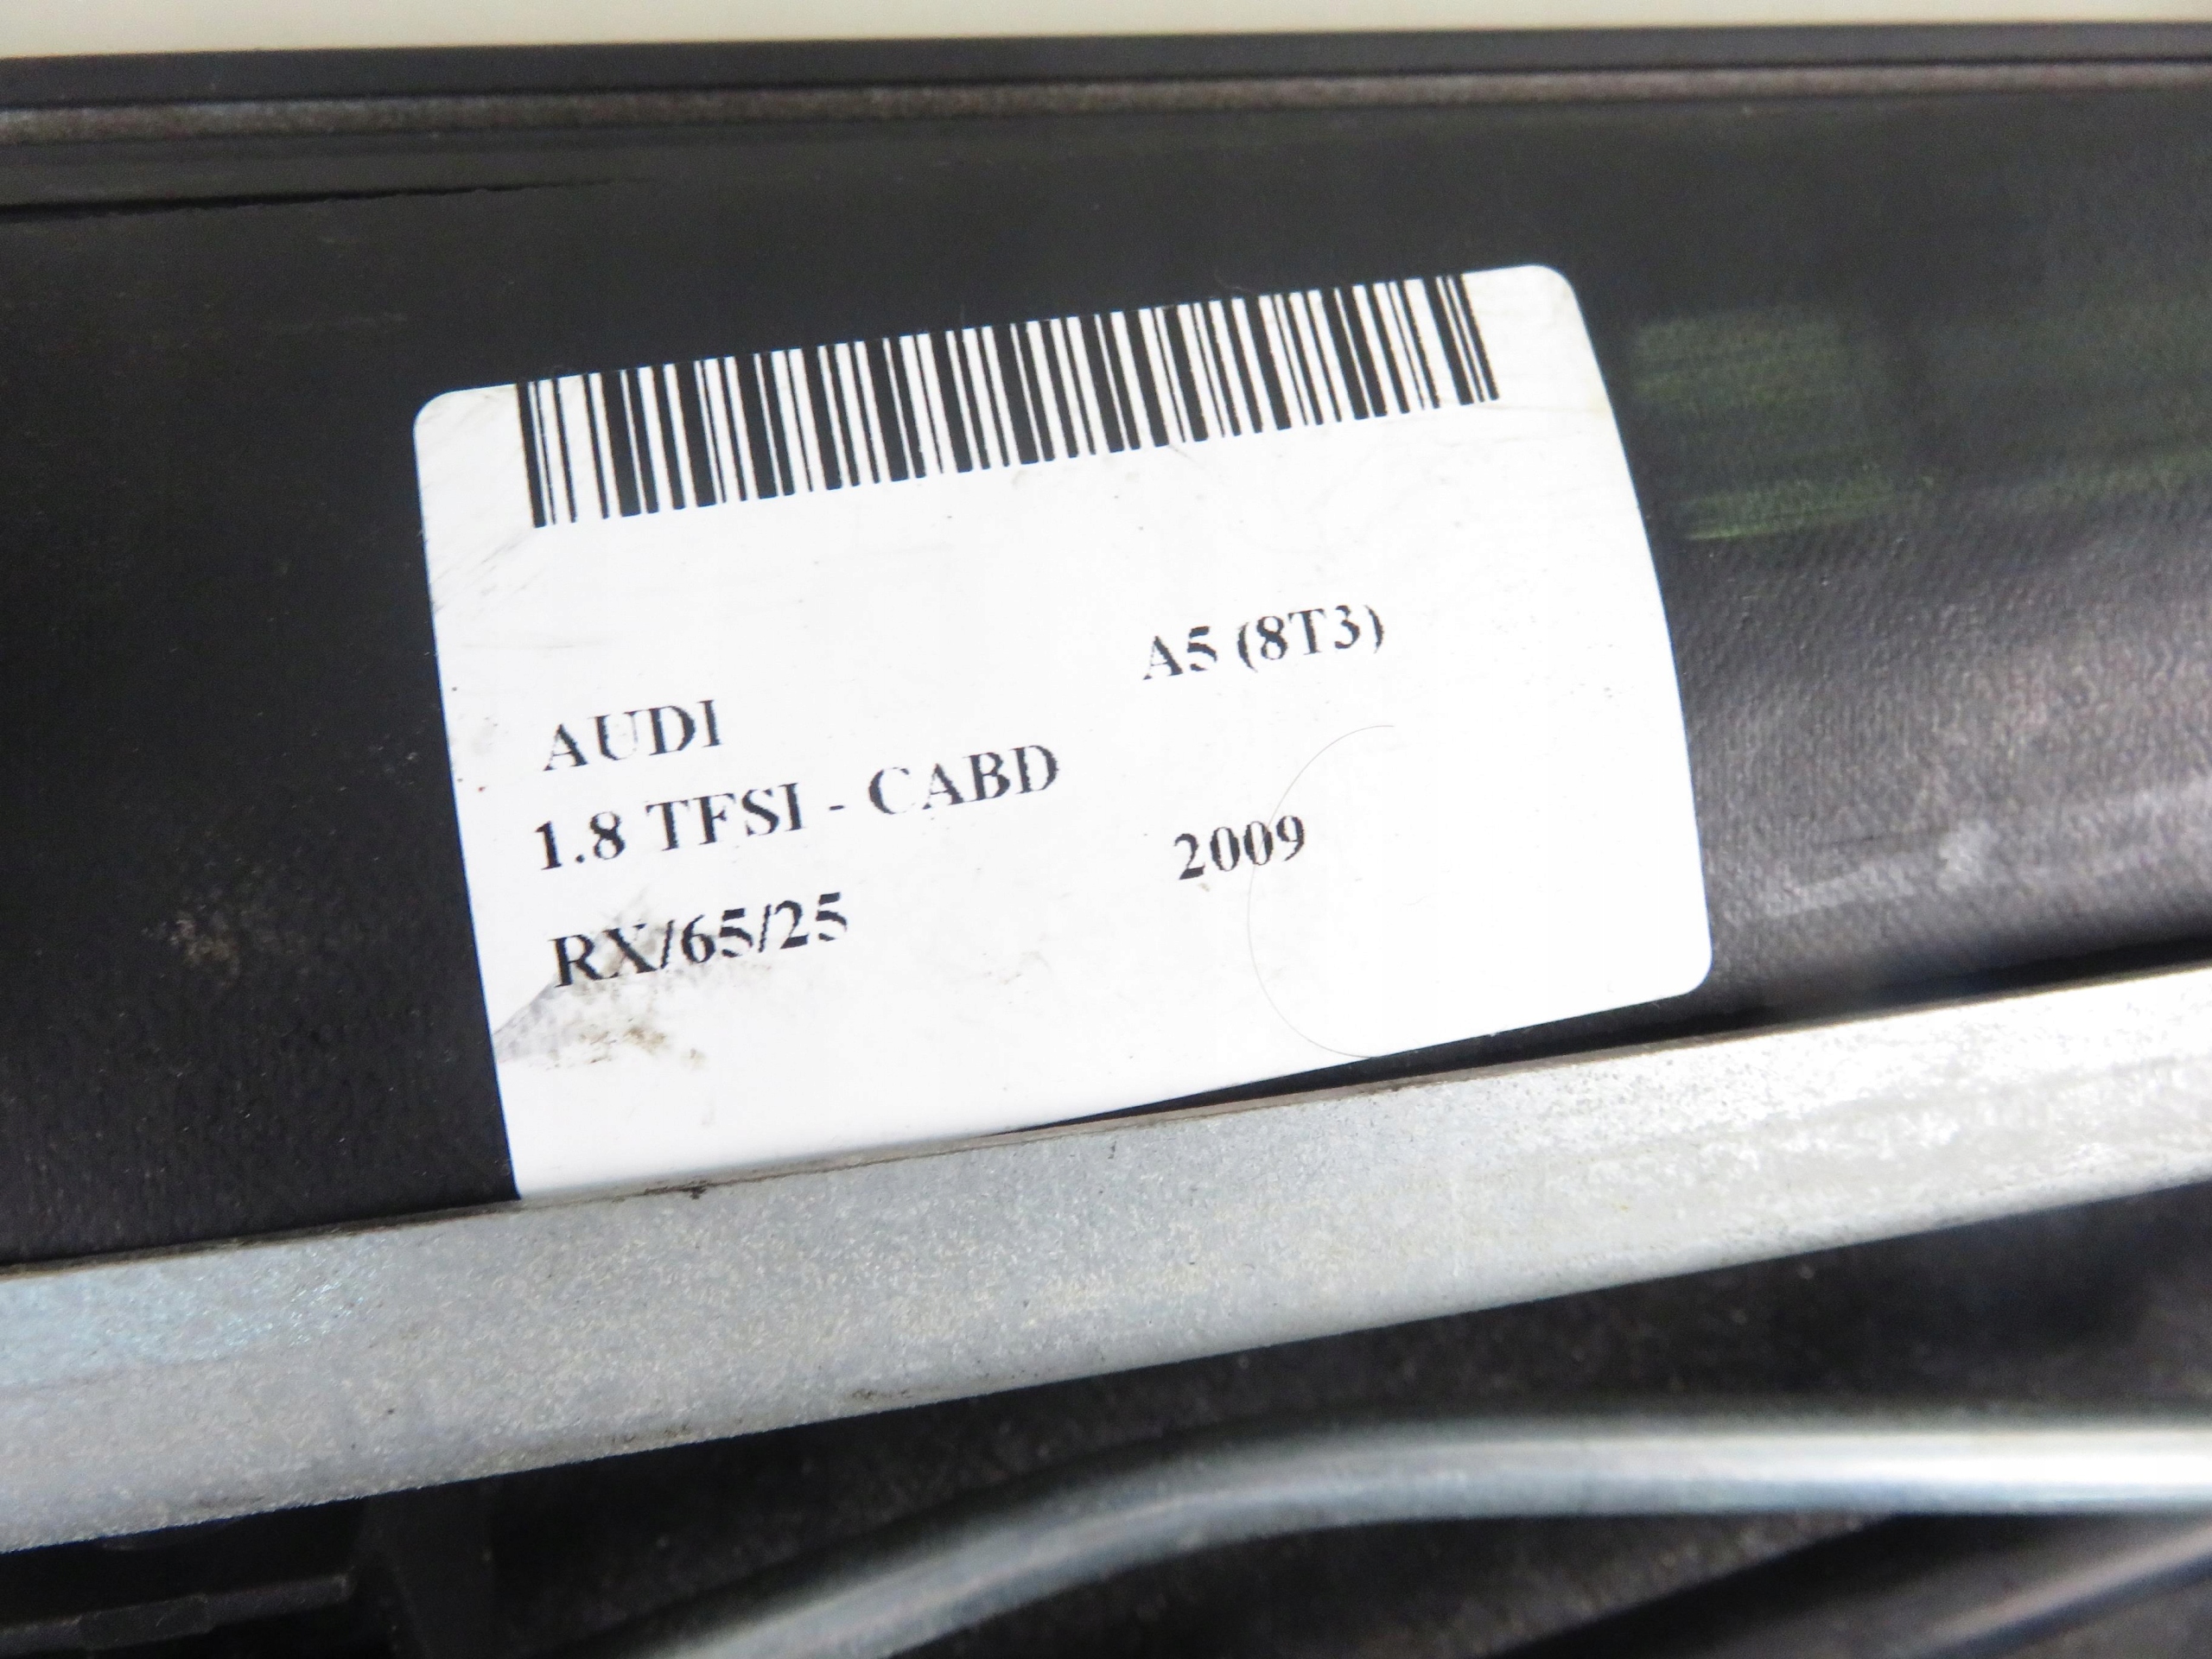 AUDI A5 (8T3)
1.8 TFSI - CABD
RX/65/25 2009